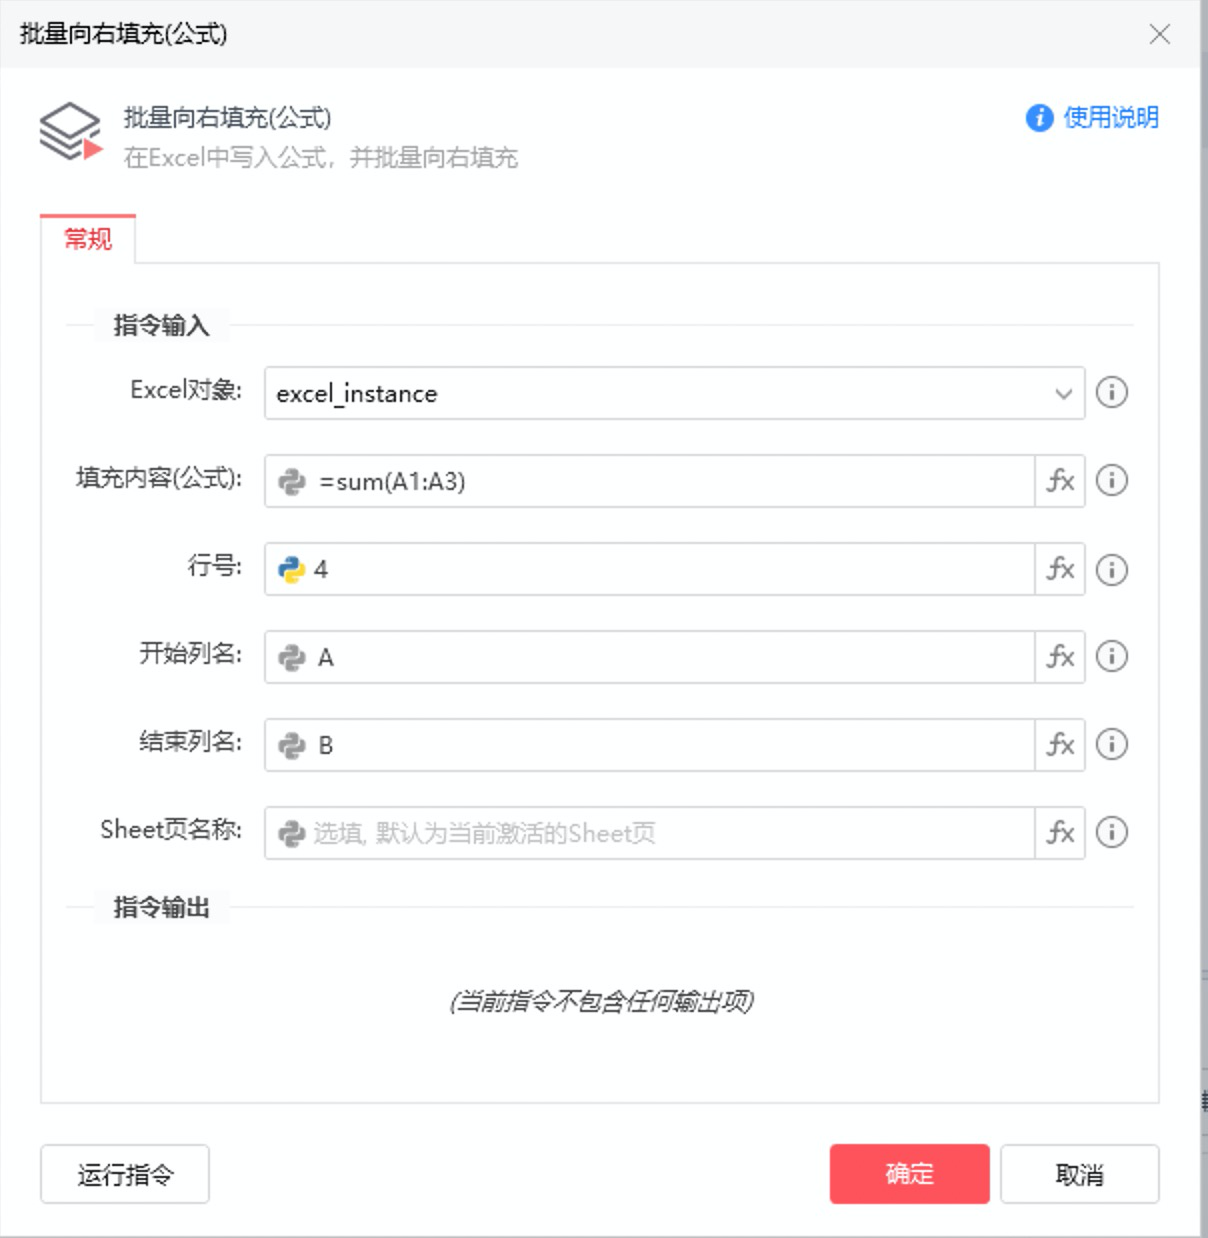 批量向右填充(公式)
批量向右填充(公式)
使用说明
在Excel中写入公式，并批量向右填充
常规
指令输入
Excel对象:
excel_instance
填充内容(公式):
=sum(A1:A3)
fx
行号:
4
fx
开始列名:
A
fx
结束列名:
B
fx
Sheet页名称:
选填, 默认为当前激活的Sheet页
fx
指令输出
(当前指令不包含任何输出项)
运行指令
确定
取消